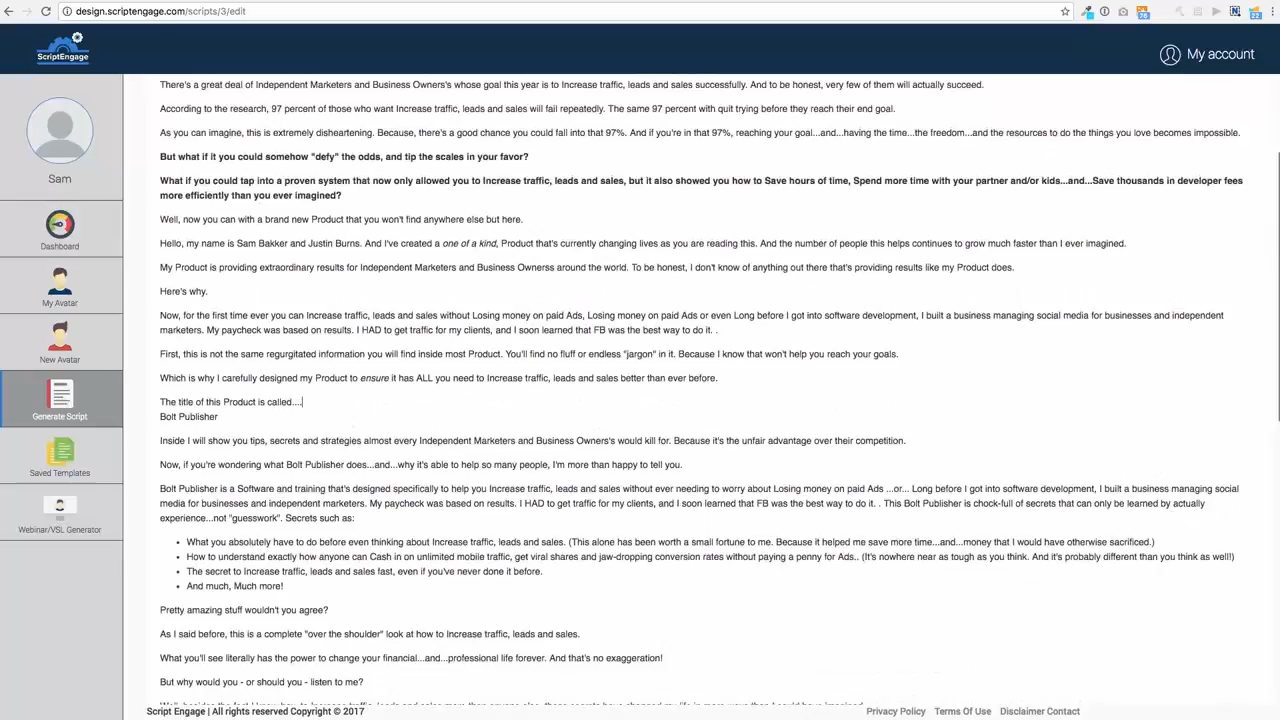 design.scriptengage.com/scripts/3/edit
ScriptEngage
My account
Sam
Dashboard
My Avatar
New Avatar
Generate Script
Saved Templates
Webinar/VSL Generator
There's a great deal of Independent Marketers and Business Owners's whose goal this year is to Increase traffic, leads and sales successfully. And to be honest, very few of them will actually succeed.
According to the research, 97 percent of those who want Increase traffic, leads and sales will fail repeatedly. The same 97 percent with quit trying before they reach their end goal.
As you can imagine, this is extremely disheartening. Because, there's a good chance you could fall into that 97%. And if you're in that 97%, reaching your goal...and...having the time...the freedom...and the resources to do the things you love becomes impossible.
But what if it you could somehow "defy" the odds, and tip the scales in your favor?
What if you could tap into a proven system that now only allowed you to Increase traffic, leads and sales, but it also showed you how to Save hours of time, Spend more time with your partner and/or kids...and...Save thousands in developer fees
more efficiently than you ever imagined?
Well, now you can with a brand new Product that you won't find anywhere else but here.
Hello, my name is Sam Bakker and Justin Burns. And I've created a one of a kind, Product that's currently changing lives as you are reading this. And the number of people this helps continues to grow much faster than I ever imagined.
My Product is providing extraordinary results for Independent Marketers and Business Ownerss around the world. To be honest, I don't know of anything out there that's providing results like my Product does.
Here's why.
Now, for the first time ever you can Increase traffic, leads and sales without Losing money on paid Ads, Losing money on paid Ads or even Long before I got into software development, I built a business managing social media for businesses and independent
marketers. My paycheck was based on results. I HAD to get traffic for my clients, and I soon learned that FB was the best way to do it. .
First, this is not the same regurgitated information you will find inside most Product. You'll find no fluff or endless "jargon" in it. Because I know that won't help you reach your goals.
Which is why I carefully designed my Product to ensure it has ALL you need to Increase traffic, leads and sales better than ever before.
The title of this Product is called....
Bolt Publisher
Inside I will show you tips, secrets and strategies almost every Independent Marketers and Business Owners's would kill for. Because it's the unfair advantage over their competition.
Now, if you're wondering what Bolt Publisher does...and...why it's able to help so many people, I'm more than happy to tell you.
Bolt Publisher is a Software and training that's designed specifically to help you Increase traffic, leads and sales without ever needing to worry about Losing money on paid Ads ...or... Long before I got into software development, I built a business managing social
media for businesses and independent marketers. My paycheck was based on results. I HAD to get traffic for my clients, and I soon learned that FB was the best way to do it. . This Bolt Publisher is chock-full of secrets that can only be learned by actually
experience...not "guesswork". Secrets such as:
• What you absolutely have to do before even thinking about Increase traffic, leads and sales. (This alone has been worth a small fortune to me. Because it helped me save more time...and...money that I would have otherwise sacrificed.)
• How to understand exactly how anyone can Cash in on unlimited mobile traffic, get viral shares and jaw-dropping conversion rates without paying a penny for Ads.. (It's nowhere near as tough as you think. And it's probably different than you think as well!)
• The secret to Increase traffic, leads and sales fast, even if you've never done it before.
• And much, Much more!
Pretty amazing stuff wouldn't you agree?
As I said before, this is a complete "over the shoulder" look at how to Increase traffic, leads and sales.
What you'll see literally has the power to change your financial...and...professional life forever. And that's no exaggeration!
But why would you - or should you - listen to me?
Script Engage | All rights reserved Copyright © 2017
Privacy Policy
Terms Of Use
Disclaimer Contact